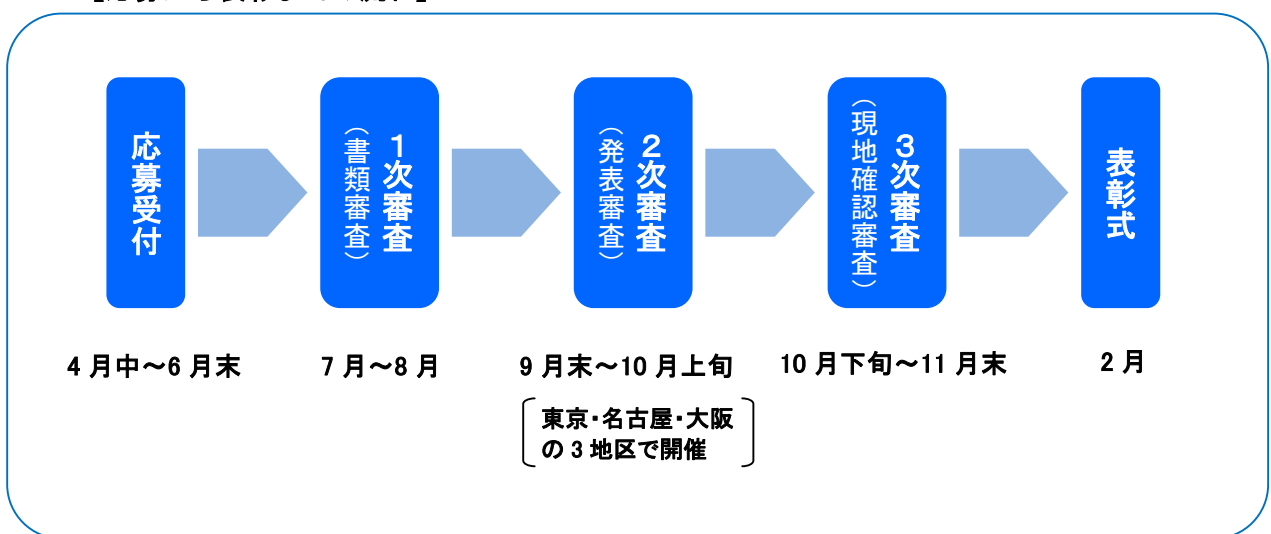 応募受付
1次審査
（書類審査）
2次審査
（発表審査）
3次審査
（現地確認審査）
表彰式
4月中～6月末
7月～8月
9月末～10月上旬
10月下旬～11月末
2月
東京・名古屋・大阪
の3地区で開催